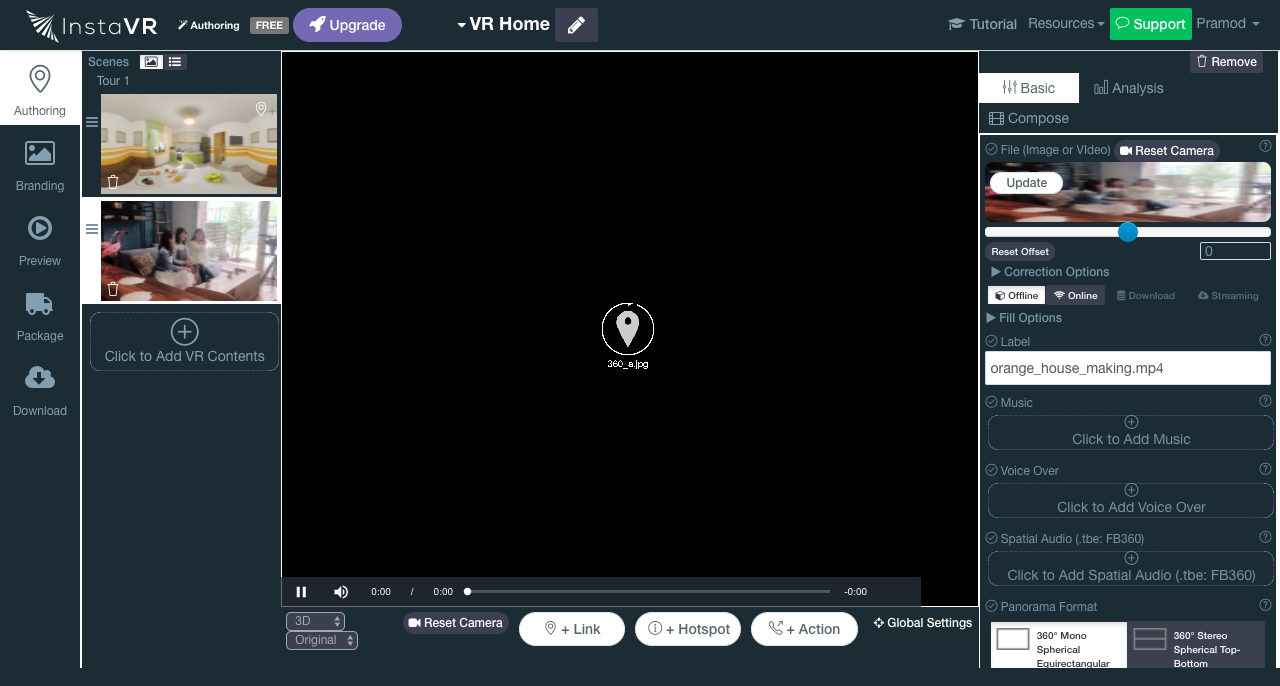 InstaVR Authoring FREE Upgrade VR Home Tutorial Resources Support Pramod
Authoring
Branding
Preview
Package
Download
Scenes
Tour 1
Click to Add VR Contents
360_a.jpg
0:00 / 0:00 -0:00
3D
Original
Reset Camera
+ Link
+ Hotspot
+ Action
Global Settings
Remove
Basic Analysis
Compose
File (Image or VIdeo) Reset Camera
Update
Reset Offset 0
Correction Options
Offline Online Download Streaming
Fill Options
Label
orange_house_making.mp4
Music
Click to Add Music
Voice Over
Click to Add Voice Over
Spatial Audio (.tbe: FB360)
Click to Add Spatial Audio (.tbe: FB360)
Panorama Format
360° Mono
Spherical
Equirectangular
360° Stereo
Spherical Top-
Bottom